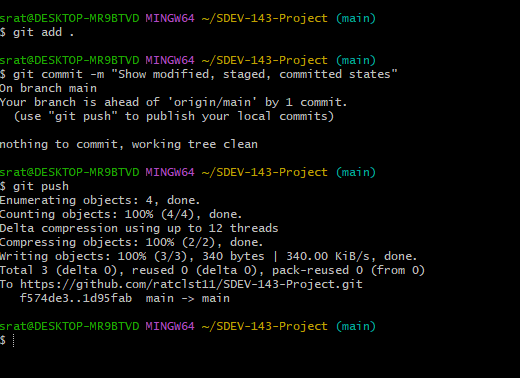 srat@DESKTOP-MR9BTVD MINGW64 ~/SDEV-143-Project (main)
$ git add .
srat@DESKTOP-MR9BTVD MINGW64 ~/SDEV-143-Project (main)
$ git commit -m "Show modified, staged, committed states"
On branch main
Your branch is ahead of 'origin/main' by 1 commit.
  (use "git push" to publish your local commits)
nothing to commit, working tree clean
srat@DESKTOP-MR9BTVD MINGW64 ~/SDEV-143-Project (main)
$ git push
Enumerating objects: 4, done.
Counting objects: 100% (4/4), done.
Delta compression using up to 12 threads
Compressing objects: 100% (2/2), done.
Writing objects: 100% (3/3), 340 bytes | 340.00 KiB/s, done.
Total 3 (delta 0), reused 0 (delta 0), pack-reused 0 (from 0)
To https://github.com/ratclst11/SDEV-143-Project.git
   f574de3..1d95fab  main -> main
srat@DESKTOP-MR9BTVD MINGW64 ~/SDEV-143-Project (main)
$